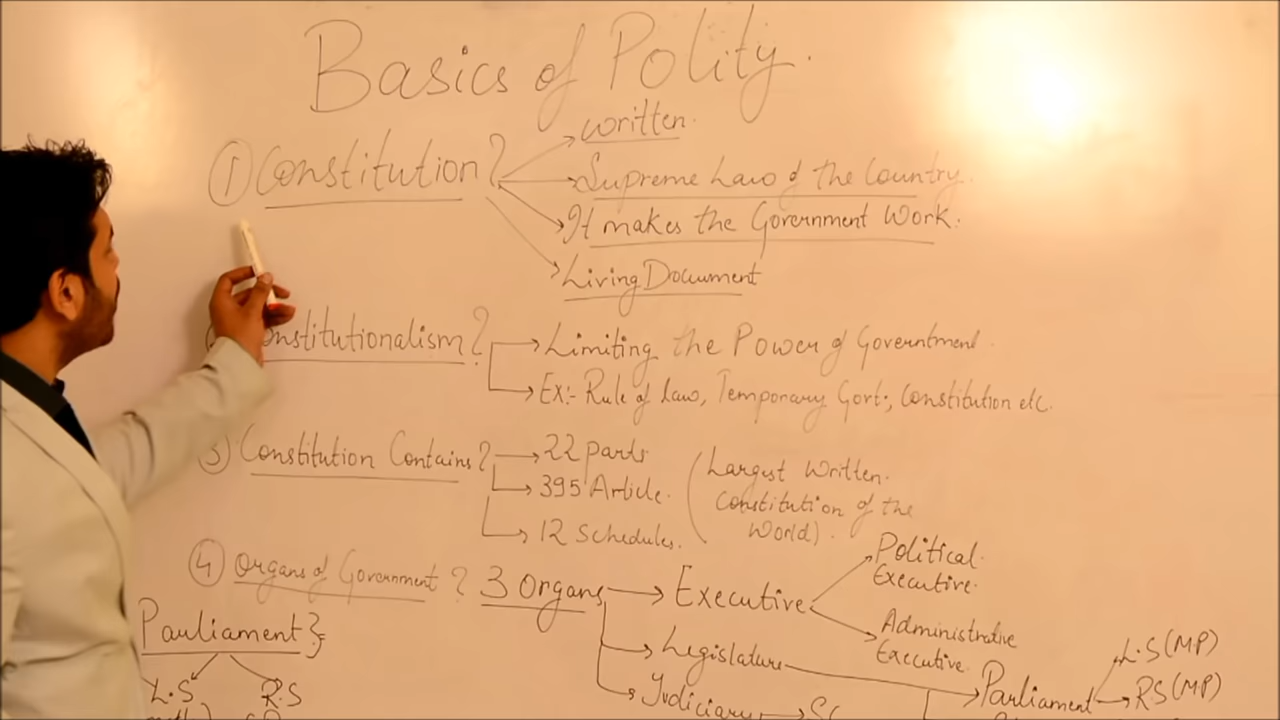 Basics of Polity.
① Constitution?
Written.
Supreme Law of the Country.
It makes the Government Work.
Living Document
onstitutionalism?
Limiting the Power of Government.
Ex:- Rule of Law, Temporary Govt:, Constitution etc.
3) Constitution Contains?
22 parts
395 Article.
12 Schedules.
(Largest Written.
Constitution of the
World).
④ Organs of Government?
3 Organs
Executive
Political.
Executive.
Administrative
Executive
Legislature
Parliament
L.S (MP)
RS (MP)
Judiciary
SC
Pauliament }
L.S
R.S